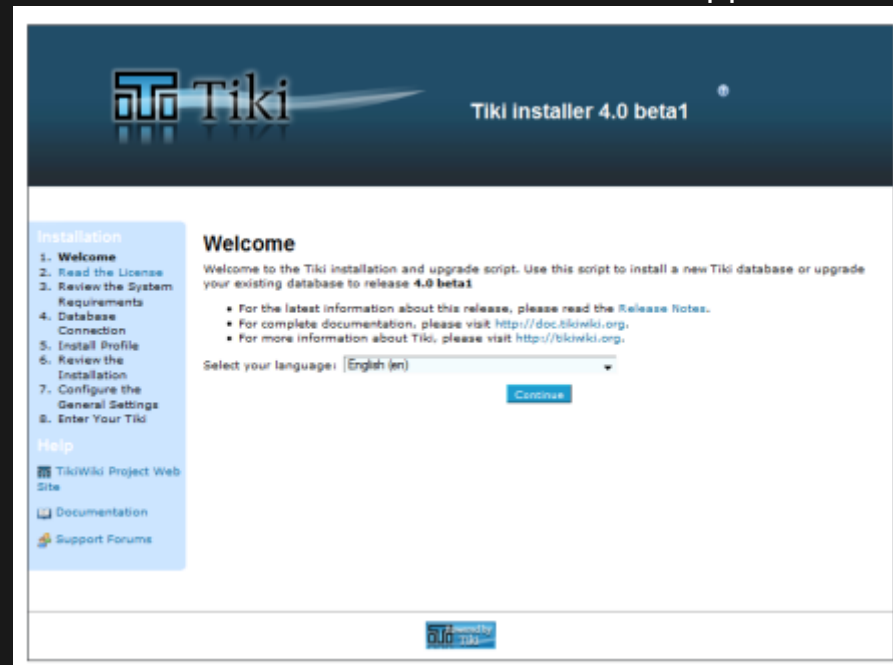 Tiki
Tiki installer 4.0 beta1
Installation
1. Welcome
2. Read the License
3. Review the System
Requirements
4. Database
Connection
5. Install Profile
6. Review the
Installation
7. Configure the
General Settings
8. Enter Your Tiki
Help
TikiWiki Project Web
Site
Documentation
Support Forums
Welcome
Welcome to the Tiki installation and upgrade script. Use this script to install a new Tiki database or upgrade
your existing database to release 4.0 beta1
• For the latest information about this release, please read the Release Notes.
• For complete documentation, please visit http://doc.tikiwiki.org.
• For more information about Tiki, please visit http://tikiwiki.org.
Select your language: English (en)
Continue
Powered by
Tiki